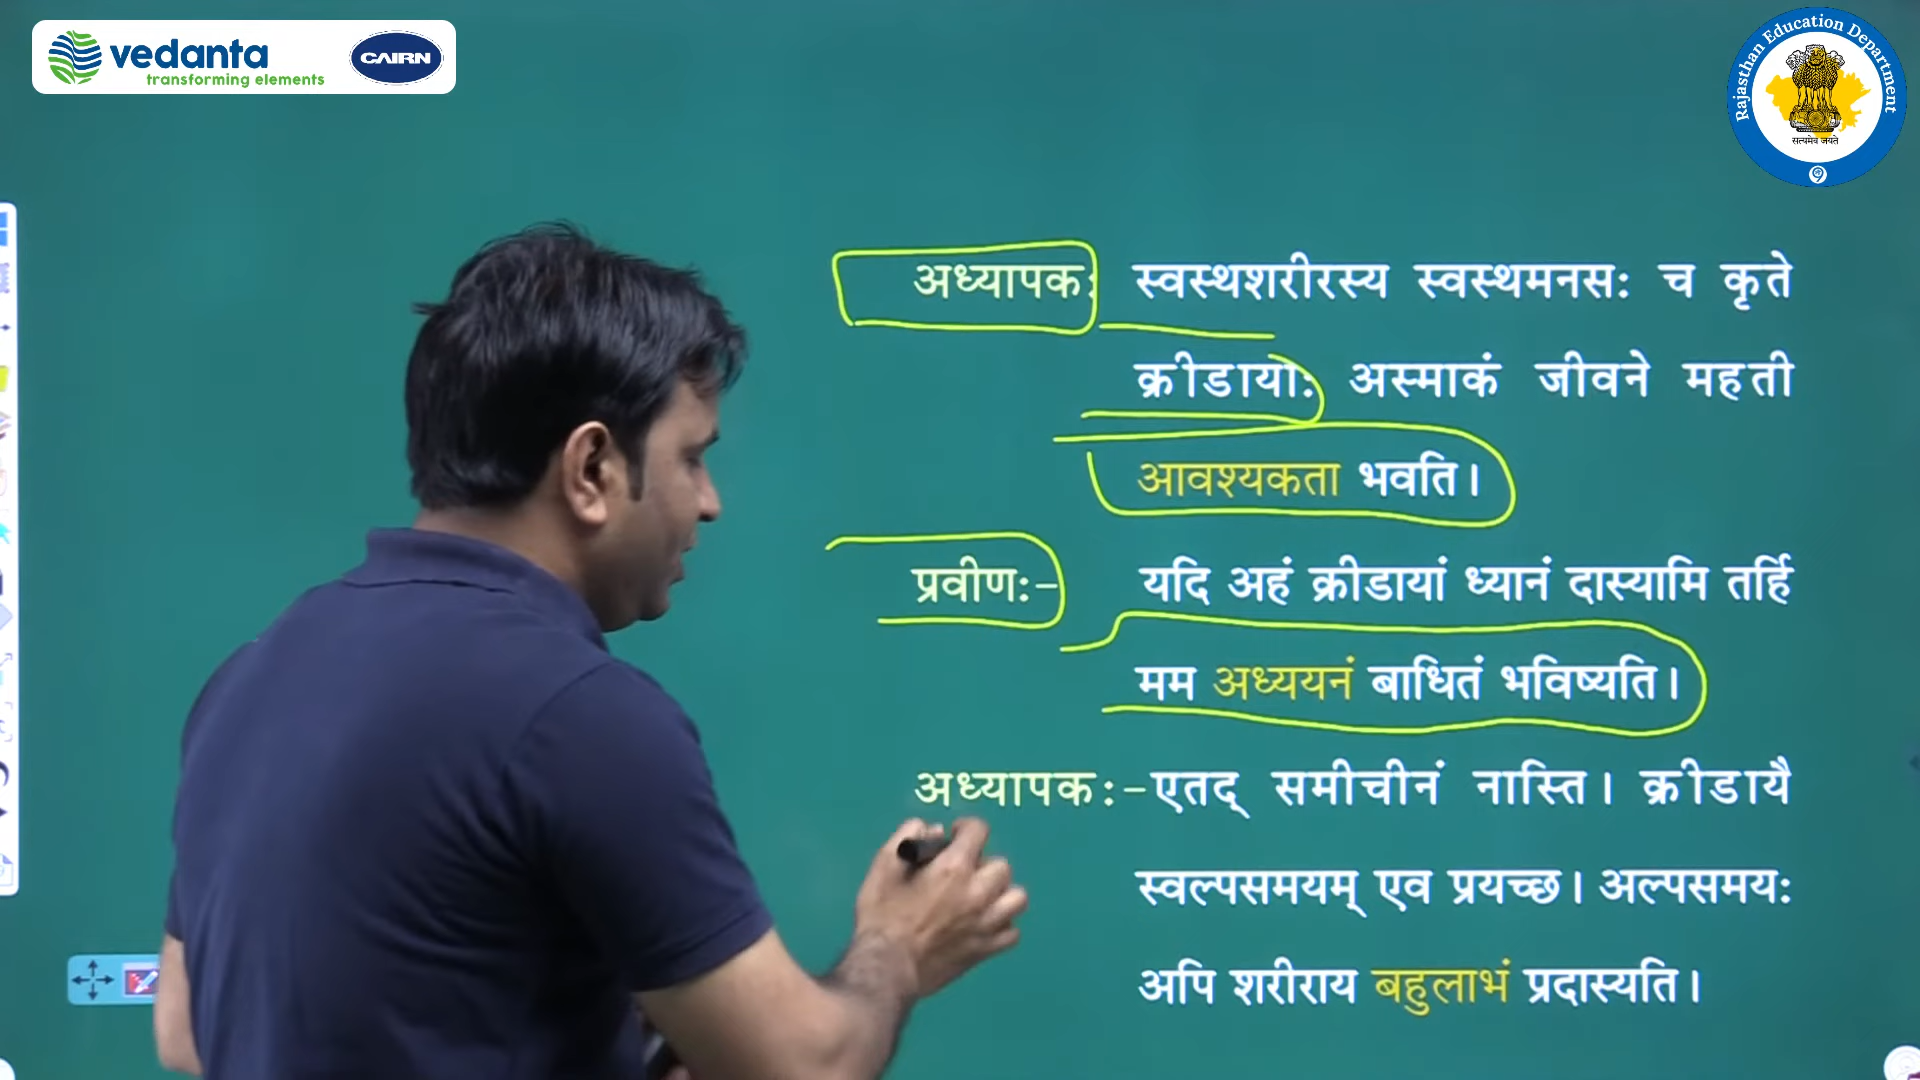 vedanta
transforming elements
CAIRN
Rajasthan Education Department
सत्यमेव जयते
अध्यापक: स्वस्थशरीरस्य स्वस्थमनस: च कृते
क्रीडायो: अस्माकं जीवने महती
आवश्यकता भवति।
प्रवीण:- यदि अहं क्रीडायां ध्यानं दास्यामि तर्हि
मम अध्ययनं बाधितं भविष्यति।
अध्यापक:-एतद् समीचीनं नास्ति। क्रीडायै
स्वल्पसमयम् एव प्रयच्छ। अल्पसमय:
अपि शरीराय बहुलाभं प्रदास्यति।